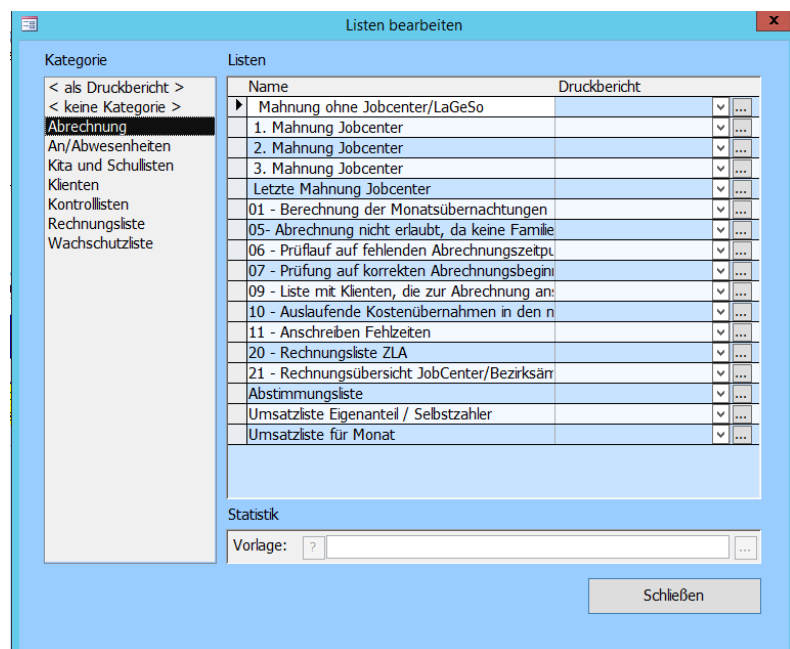 Listen bearbeiten
x
Kategorie
Listen
< als Druckbericht >
< keine Kategorie >
Abrechnung
An/Abwesenheiten
Kita und Schullisten
Klienten
Kontrolllisten
Rechnungsliste
Wachschutzliste
Name Druckbericht
Mahnung ohne Jobcenter/LaGeSo ...
1. Mahnung Jobcenter ...
2. Mahnung Jobcenter ...
3. Mahnung Jobcenter ...
Letzte Mahnung Jobcenter ...
01 - Berechnung der Monatsübernachtungen ...
05- Abrechnung nicht erlaubt, da keine Familie ...
06 - Prüflauf auf fehlenden Abrechnungszeitpu ...
07 - Prüfung auf korrekten Abrechnungsbeginn ...
09 - Liste mit Klienten, die zur Abrechnung ans ...
10 - Auslaufende Kostenübernahmen in den n ...
11 - Anschreiben Fehlzeiten ...
20 - Rechnungsliste ZLA ...
21 - Rechnungsübersicht JobCenter/Bezirksäm ...
Abstimmungsliste ...
Umsatzliste Eigenanteil / Selbstzahler ...
Umsatzliste für Monat ...
Statistik
Vorlage: ? ...
Schließen